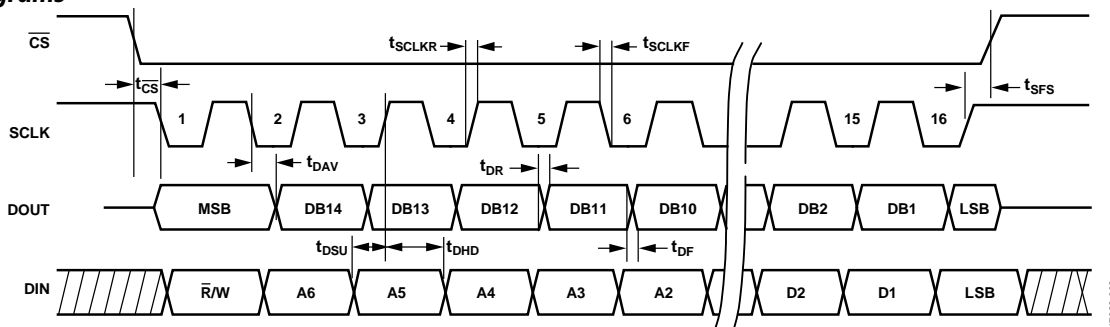 grams
CS
tSCLKR
tSCLKF
tCS
tSFS
SCLK
1 2 3 4 5 6 15 16
tDAV
tDR
DOUT
MSB DB14 DB13 DB12 DB11 DB10 DB2 DB1 LSB
tDSU
tDHD
tDF
DIN
R/W A6 A5 A4 A3 A2 D2 D1 LSB